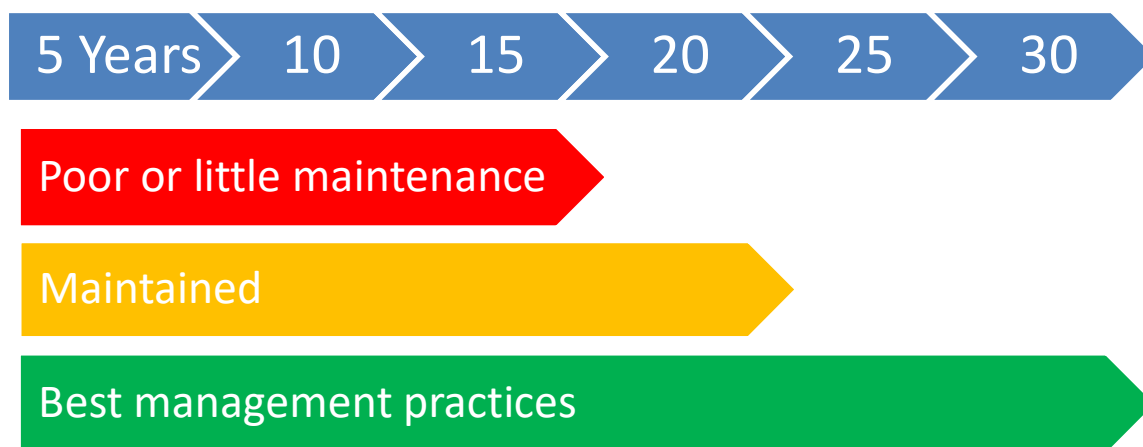 5 Years 10 15 20 25 30
Poor or little maintenance
Maintained
Best management practices